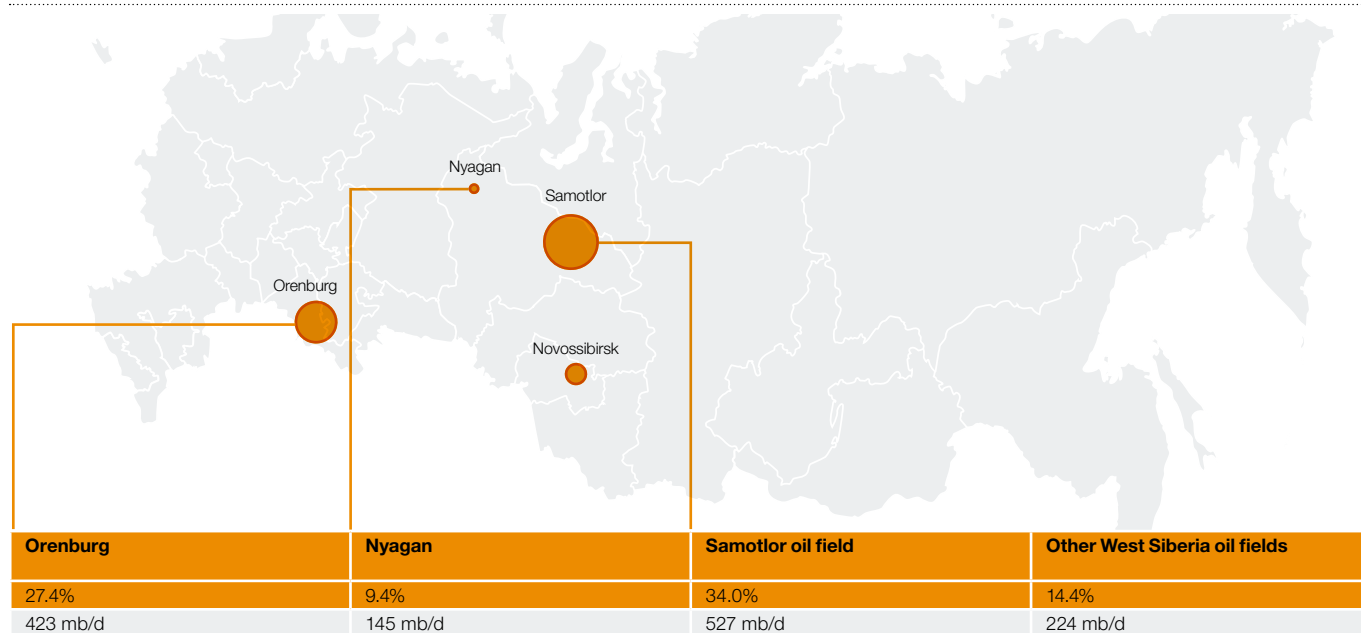 Nyagan
Samotlor
Orenburg
Novossibirsk
Orenburg Nyagan Samotlor oil field Other West Siberia oil fields
27.4% 9.4% 34.0% 14.4%
423 mb/d 145 mb/d 527 mb/d 224 mb/d